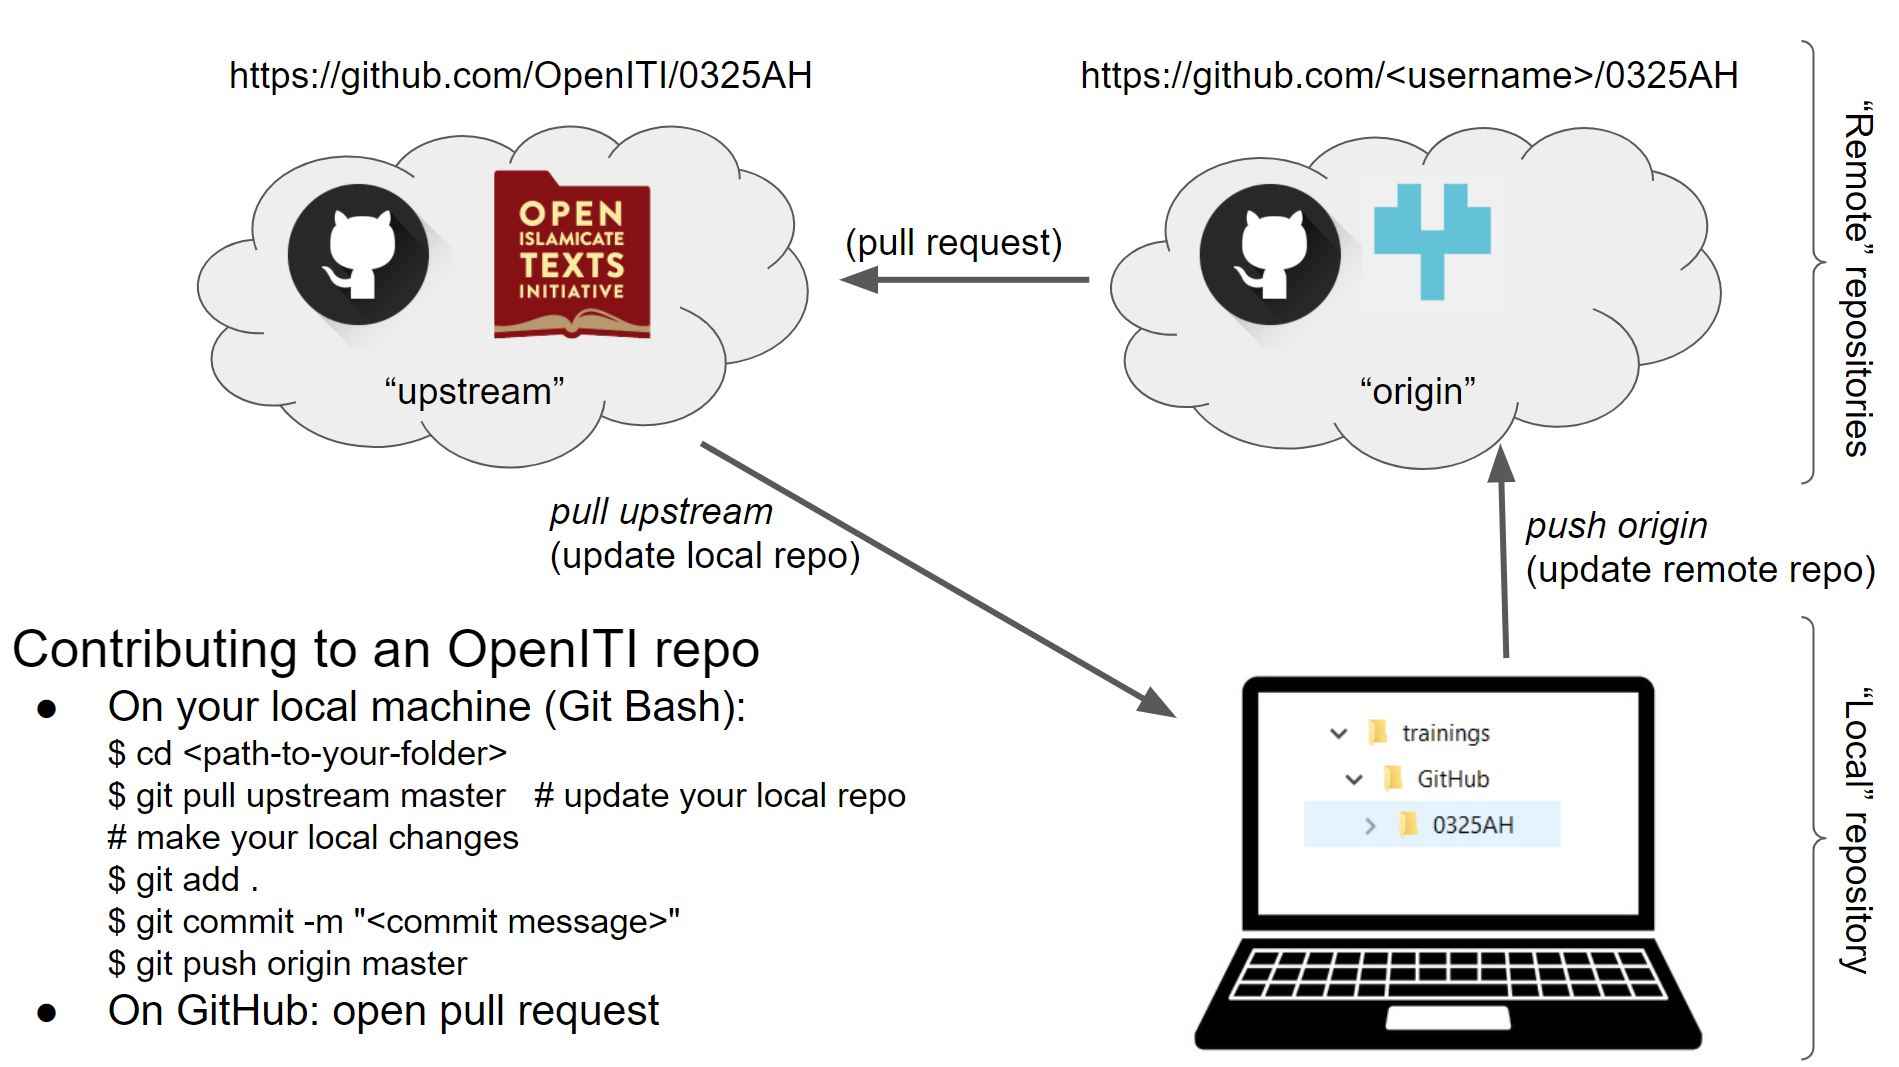 https://github.com/OpenITI/0325AH
https://github.com/<username>/0325AH
OPEN
ISLAMICATE
TEXTS
INITIATIVE
“upstream”
(pull request)
“origin”
“Remote” repositories
pull upstream
(update local repo)
push origin
(update remote repo)
Contributing to an OpenITI repo
● On your local machine (Git Bash):
$ cd <path-to-your-folder>
$ git pull upstream master # update your local repo
# make your local changes
$ git add .
$ git commit -m "<commit message>"
$ git push origin master
● On GitHub: open pull request
trainings
GitHub
0325AH
“Local” repository